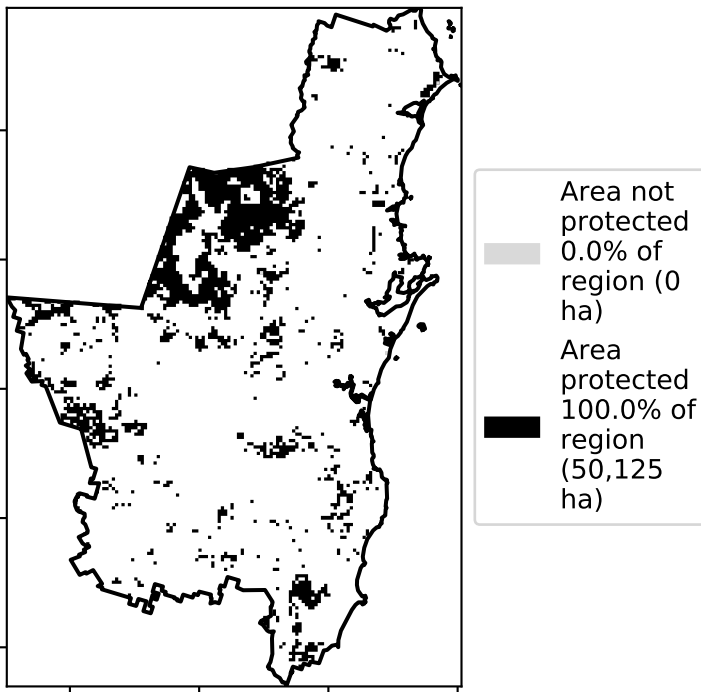 Area not
protected
0.0% of
region (0
ha)
Area
protected
100.0% of
region
(50,125
ha)